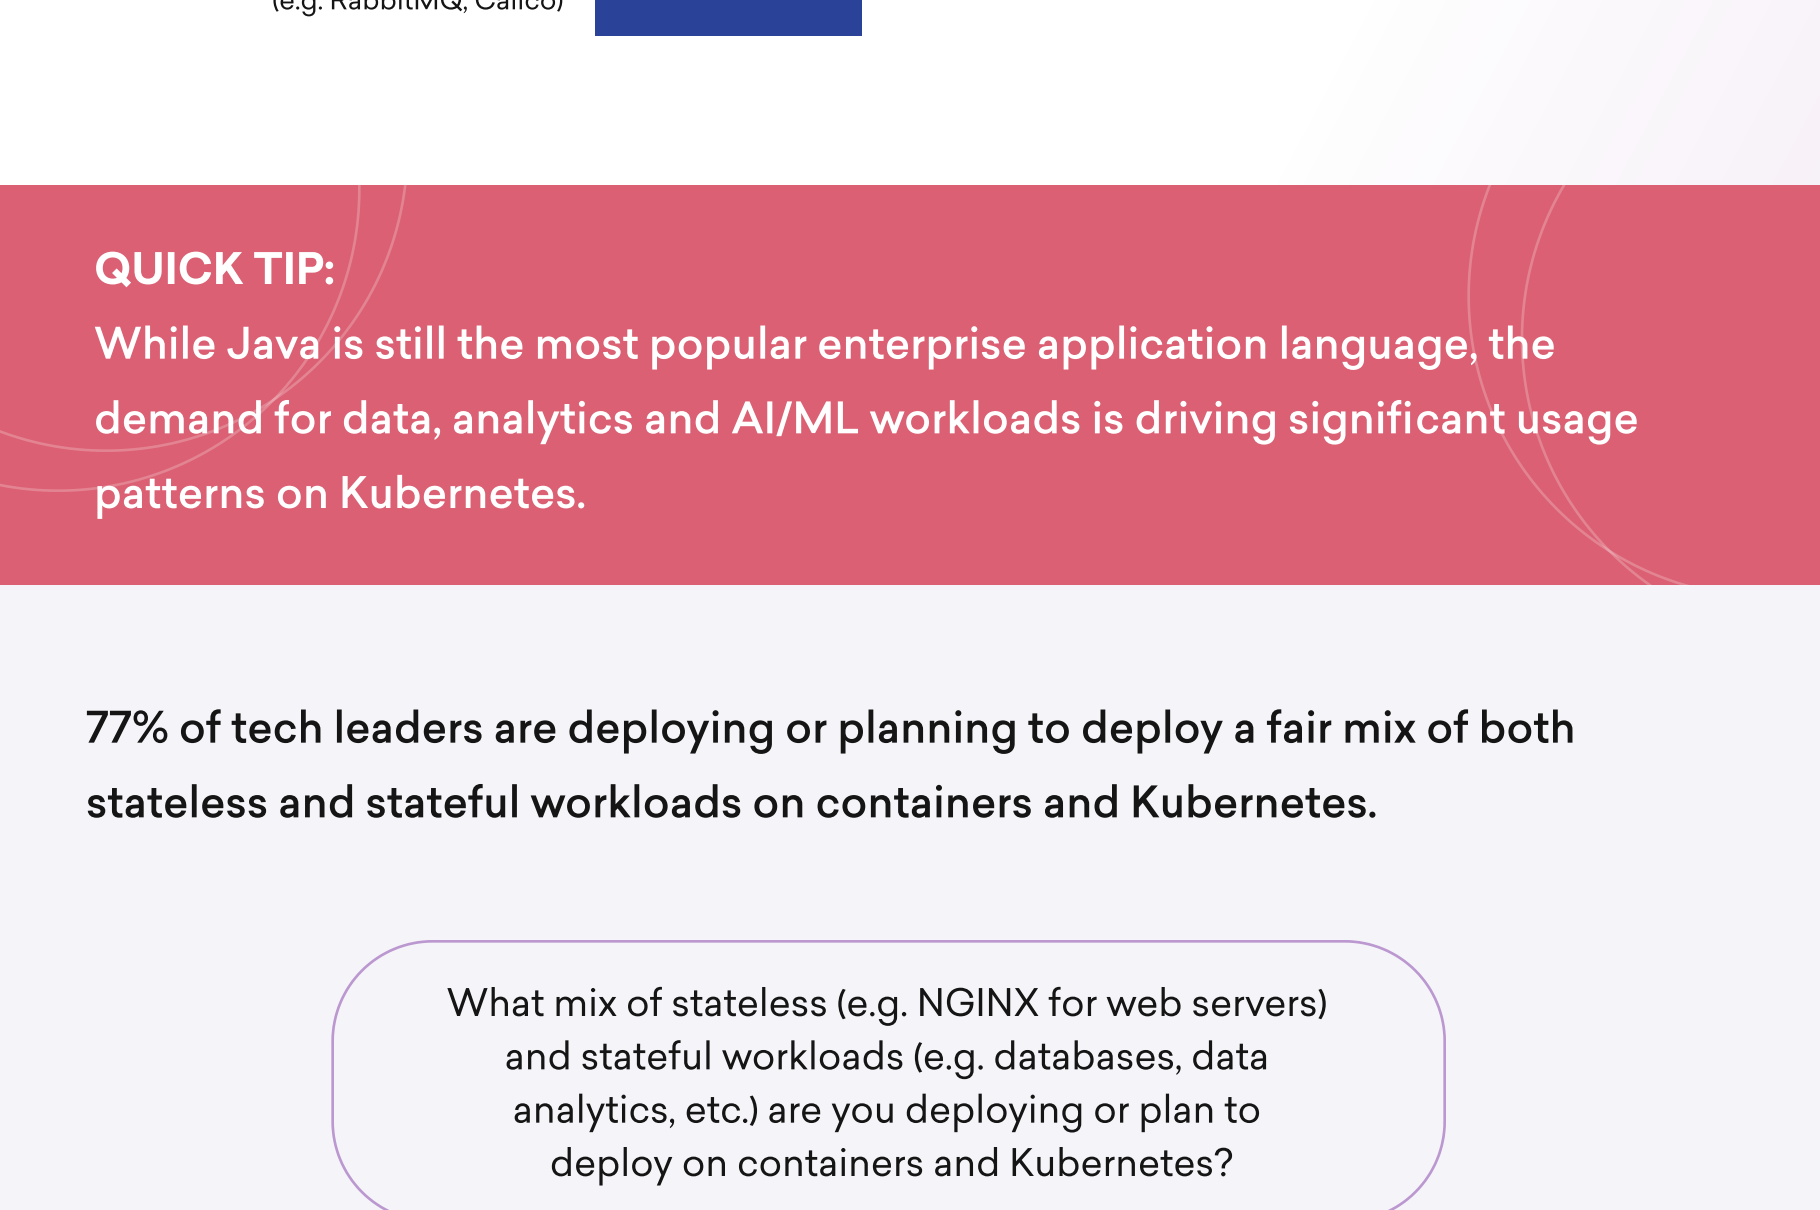 (e.g. RabbitMQ, Calico)
QUICK TIP:
While Java is still the most popular enterprise application language, the
demand for data, analytics and AI/ML workloads is driving significant usage
patterns on Kubernetes.
77% of tech leaders are deploying or planning to deploy a fair mix of both
stateless and stateful workloads on containers and Kubernetes.
What mix of stateless (e.g. NGINX for web servers)
and stateful workloads (e.g. databases, data
analytics, etc.) are you deploying or plan to
deploy on containers and Kubernetes?